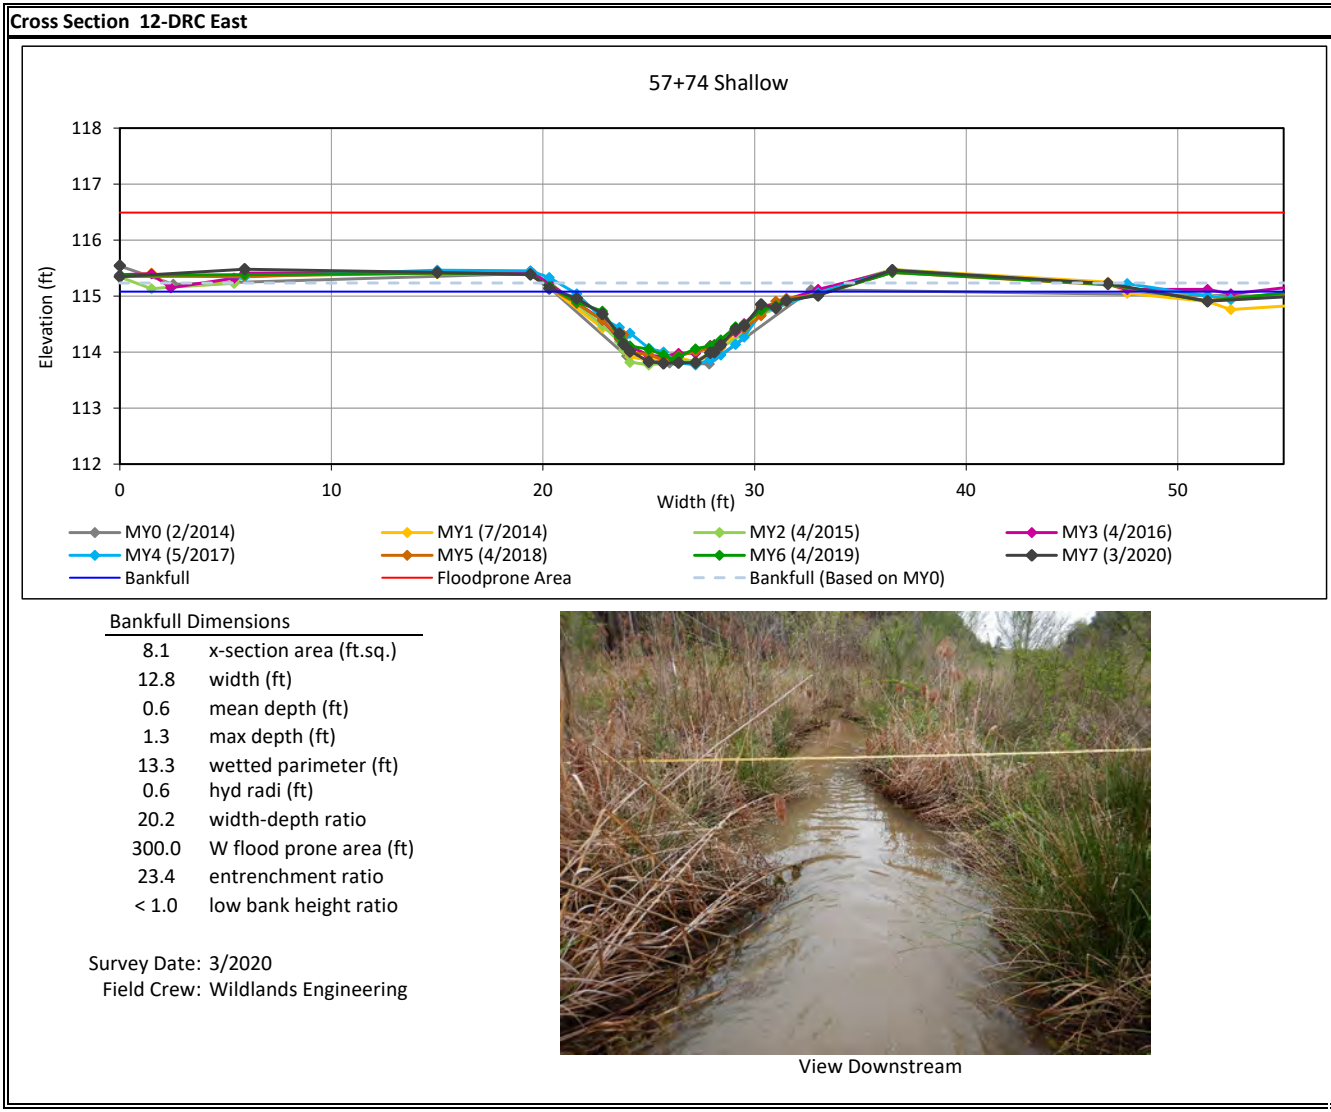 Cross Section 12-DRC East
57+74 Shallow
118
117
116
115
114
113
112
Elevation (ft)
0 10 20 30 40 50
Width (ft)
MY0 (2/2014) MY1 (7/2014) MY2 (4/2015) MY3 (4/2016)
MY4 (5/2017) MY5 (4/2018) MY6 (4/2019) MY7 (3/2020)
Bankfull Floodprone Area Bankfull (Based on MY0)
Bankfull Dimensions
8.1 x-section area (ft.sq.)
12.8 width (ft)
0.6 mean depth (ft)
1.3 max depth (ft)
13.3 wetted parimeter (ft)
0.6 hyd radi (ft)
20.2 width-depth ratio
300.0 W flood prone area (ft)
23.4 entrenchment ratio
< 1.0 low bank height ratio
Survey Date: 3/2020
Field Crew: Wildlands Engineering
View Downstream